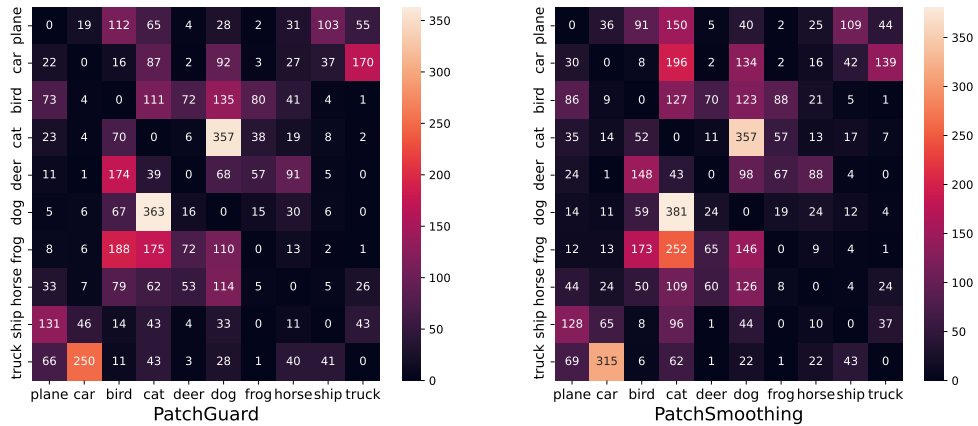 plane 0 19 112 65 4 28 2 31 103 55
car 22 0 16 87 2 92 3 27 37 170
bird 73 4 0 111 72 135 80 41 4 1
cat 23 4 70 0 6 357 38 19 8 2
deer 11 1 174 39 0 68 57 91 5 0
dog 5 6 67 363 16 0 15 30 6 0
frog 8 6 188 175 72 110 0 13 2 1
horse 33 7 79 62 53 114 5 0 5 26
ship 131 46 14 43 4 33 0 11 0 43
truck 66 250 11 43 3 28 1 40 41 0
plane car bird cat deer dog frog horse ship truck
PatchGuard
350
300
250
200
150
100
50
0
plane 0 36 91 150 5 40 2 25 109 44
car 30 0 8 196 2 134 2 16 42 139
bird 86 9 0 127 70 123 88 21 5 1
cat 35 14 52 0 11 357 57 13 17 7
deer 24 1 148 43 0 98 67 88 4 0
dog 14 11 59 381 24 0 19 24 12 4
frog 12 13 173 252 65 146 0 9 4 1
horse 44 24 50 109 60 126 8 0 4 24
ship 128 65 8 96 1 44 0 10 0 37
truck 69 315 6 62 1 22 1 22 43 0
plane car bird cat deer dog frog horse ship truck
PatchSmoothing
350
300
250
200
150
100
50
0